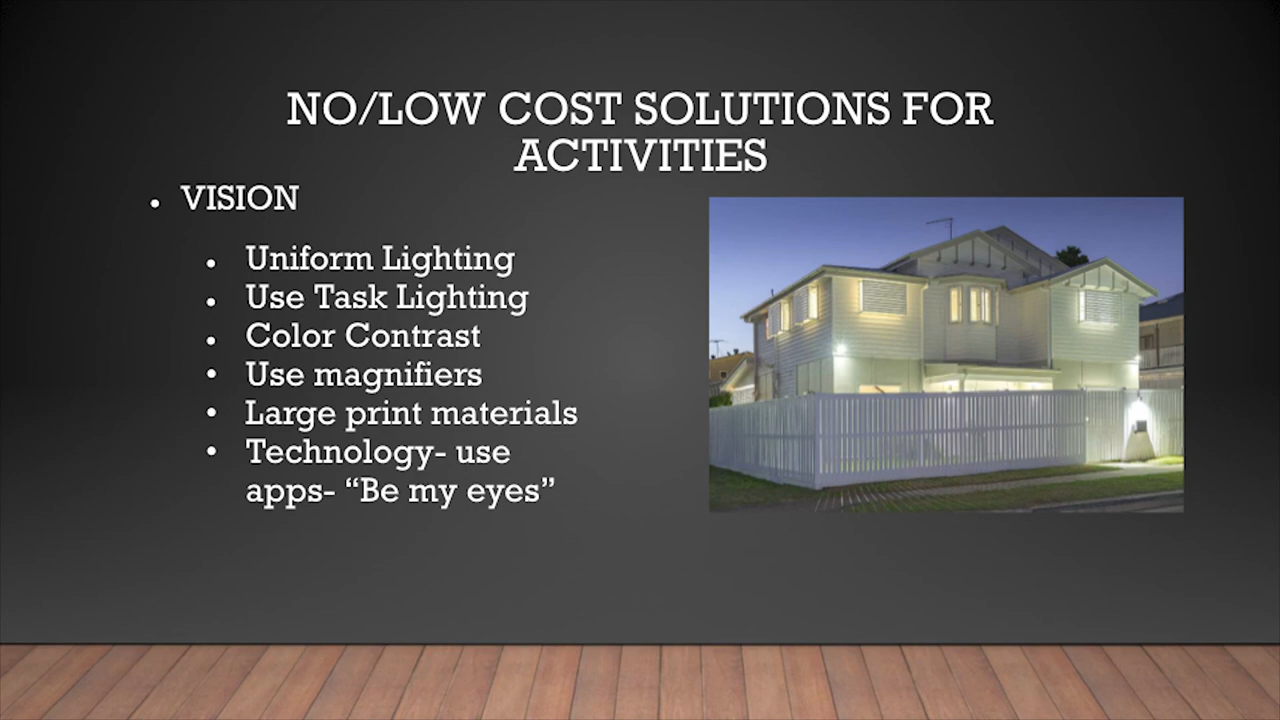 NO/LOW COST SOLUTIONS FOR
ACTIVITIES
• VISION
• Uniform Lighting
• Use Task Lighting
• Color Contrast
• Use magnifiers
• Large print materials
• Technology- use
apps- “Be my eyes”